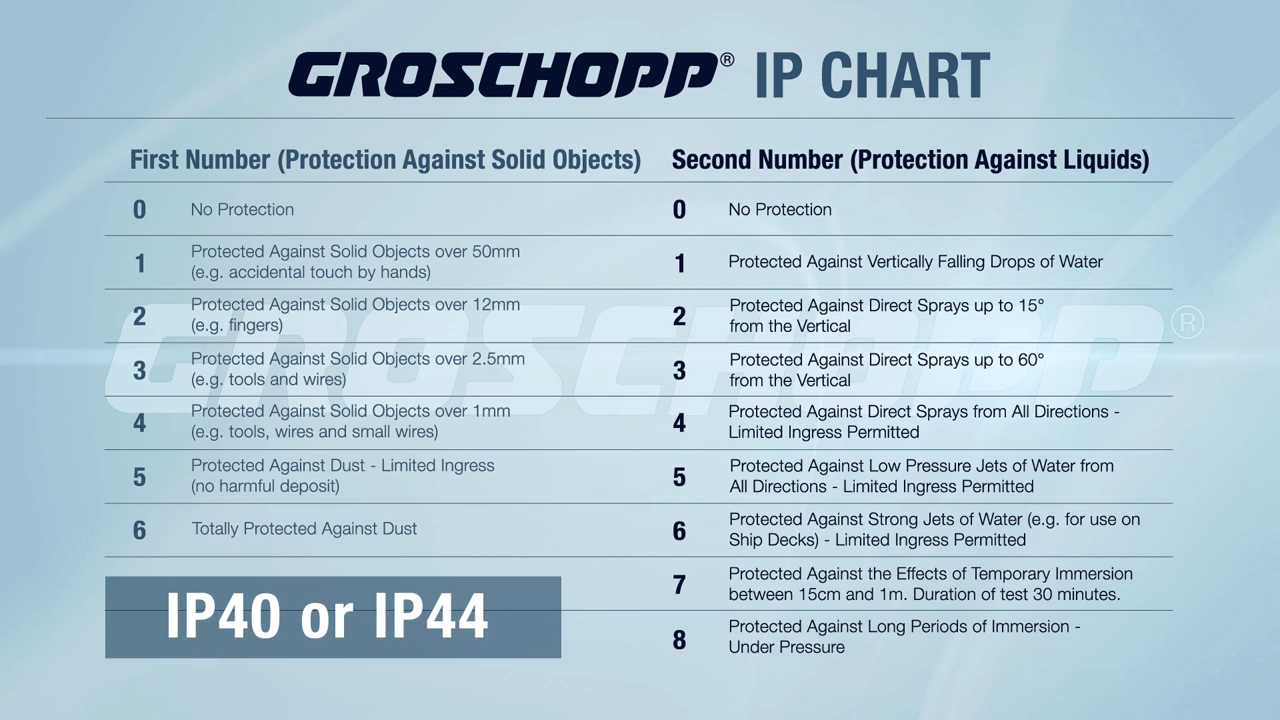 GROSCHOPP® IP CHART
First Number (Protection Against Solid Objects)
0 No Protection
1 Protected Against Solid Objects over 50mm
(e.g. accidental touch by hands)
2 Protected Against Solid Objects over 12mm
(e.g. fingers)
3 Protected Against Solid Objects over 2.5mm
(e.g. tools and wires)
4 Protected Against Solid Objects over 1mm
(e.g. tools, wires and small wires)
5 Protected Against Dust - Limited Ingress
(no harmful deposit)
6 Totally Protected Against Dust
IP40 or IP44
Second Number (Protection Against Liquids)
0 No Protection
1 Protected Against Vertically Falling Drops of Water
2 Protected Against Direct Sprays up to 15°
from the Vertical
3 Protected Against Direct Sprays up to 60°
from the Vertical
4 Protected Against Direct Sprays from All Directions -
Limited Ingress Permitted
5 Protected Against Low Pressure Jets of Water from
All Directions - Limited Ingress Permitted
6 Protected Against Strong Jets of Water (e.g. for use on
Ship Decks) - Limited Ingress Permitted
7 Protected Against the Effects of Temporary Immersion
between 15cm and 1m. Duration of test 30 minutes.
8 Protected Against Long Periods of Immersion -
Under Pressure
GROSCHOPP®